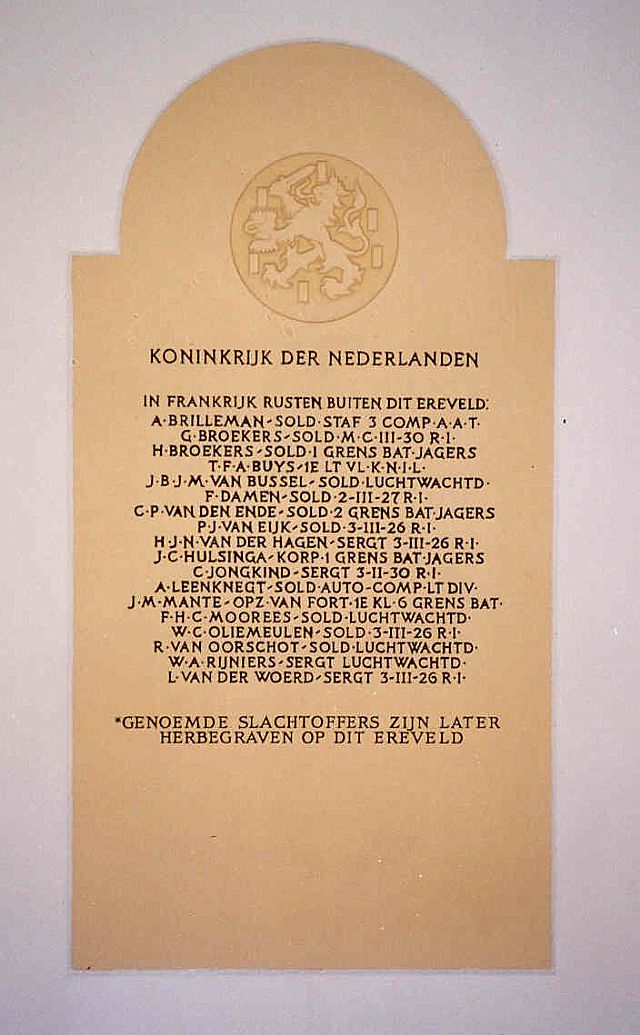 KONINKRIJK DER NEDERLANDEN
IN FRANKRIJK RUSTEN BUITEN DIT EREVELD:
A·BRILLEMAN-SOLD·STAF 3 COMP·A·A·T·
G·BROEKERS-SOLD·M·C·III-30 R·I·
H·BROEKERS-SOLD·1 GRENS BAT·JAGERS
T·F·A·BUYS-1E LT VL·K·N·I·L·
J·B·J·M·VAN BUSSEL-SOLD·LUCHTWACHTD·
F·DAMEN-SOLD·2-III-27 R·I·
C·P·VAN DEN ENDE-SOLD·2 GRENS BAT·JAGERS
P·J·VAN EIJK-SOLD·3-III-26 R·I·
H·J·N·VAN DER HAGEN-SERGT 3-III-26 R·I·
J·C·HULSINGA-KORP·1 GRENS BAT·JAGERS
C·JONGKIND-SERGT 3-II-30 R·I·
A·LEENKNEGT-SOLD·AUTO-COMP·LT DIV·
J·M·MANTE-OPZ·VAN FORT·1E KL·6 GRENS BAT·
F·H·C·MOOREES-SOLD·LUCHTWACHTD·
W·C·OLIEMEULEN-SOLD·3-III-26 R·I·
R·VAN OORSCHOT-SOLD·LUCHTWACHTD·
W·A·RIJNIERS-SERGT LUCHTWACHTD·
L·VAN DER WOERD-SERGT 3-III-26 R·I·
*GENOEMDE SLACHTOFFERS ZIJN LATER
HERBEGRAVEN OP DIT EREVELD